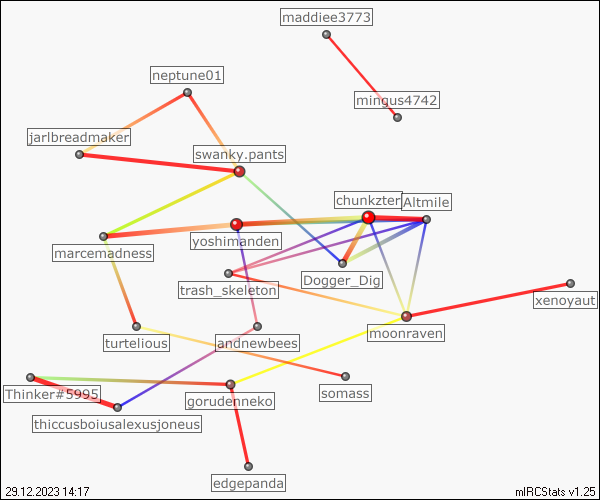 maddiee3773
neptune01
mingus4742
jarlbreadmaker
swanky.pants
chunkzter
Altmile
yoshimanden
marcemadness
Dogger_Dig
trash_skeleton
xenoyaut
moonraven
turtelious
andnewbees
somass
Thinker#5995
gorudenneko
thiccusboiusalexusjoneus
edgepanda
29.12.2023 14:17
mIRCStats v1.25